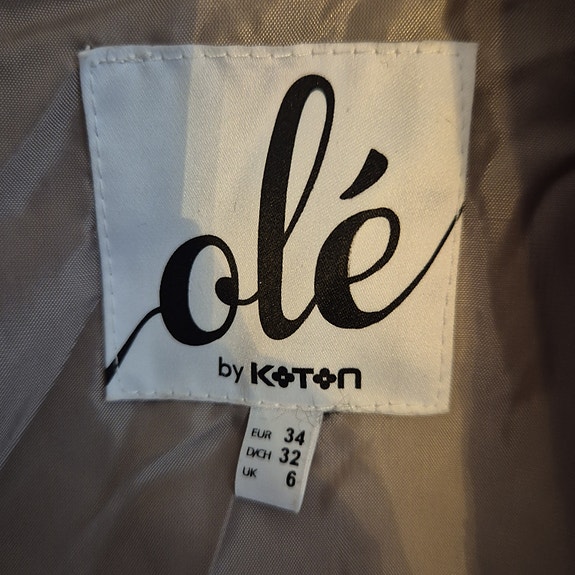 olé
by KOTON
EUR 34
D/CH 32
UK 6